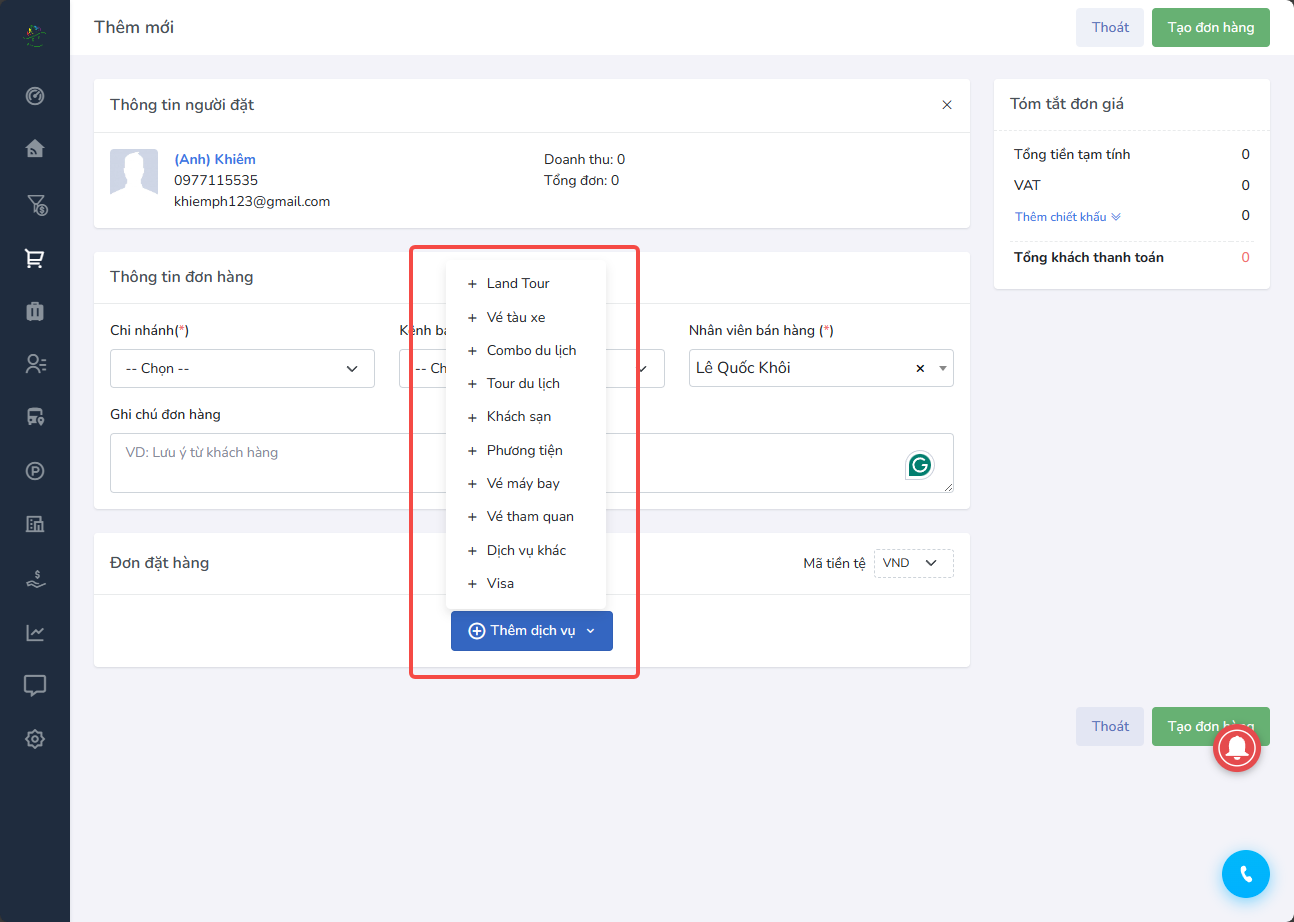 Thêm mới
Thoát
Tạo đơn hàng
Thông tin người đặt
(Anh) Khiêm
0977115535
khiemph123@gmail.com
Doanh thu: 0
Tổng đơn: 0
Tóm tắt đơn giá
Tổng tiền tạm tính 0
VAT 0
Thêm chiết khấu 0
Tổng khách thanh toán 0
Thông tin đơn hàng
Chi nhánh(*)
-- Chọn --
Kênh
Nhân viên bán hàng (*)
Lê Quốc Khôi
Ghi chú đơn hàng
VD: Lưu ý từ khách hàng
+ Land Tour
+ Vé tàu xe
+ Combo du lịch
+ Tour du lịch
+ Khách sạn
+ Phương tiện
+ Vé máy bay
+ Vé tham quan
+ Dịch vụ khác
+ Visa
Thêm dịch vụ
Đơn đặt hàng
Mã tiền tệ
VND
Thoát
Tạo đơn